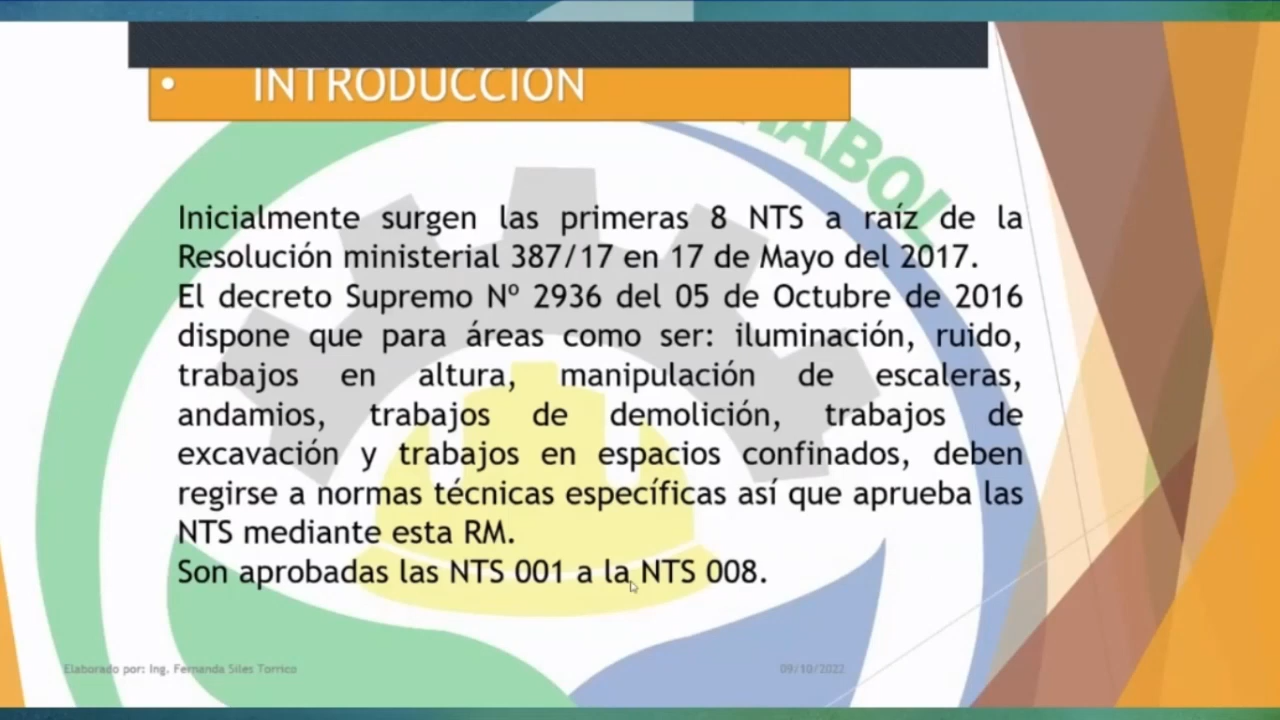 • INTRODUCCION
ABOL
Inicialmente surgen las primeras 8 NTS a raíz de la
Resolución ministerial 387/17 en 17 de Mayo del 2017.
El decreto Supremo Nº 2936 del 05 de Octubre de 2016
dispone que para áreas como ser: iluminación, ruido,
trabajos en altura, manipulación de escaleras,
andamios, trabajos de demolición, trabajos de
excavación y trabajos en espacios confinados, deben
regirse a normas técnicas específicas así que aprueba las
NTS mediante esta RM.
Son aprobadas las NTS 001 a la NTS 008.
Elaborado por: Ing. Fernanda Siles Torrico
09/10/2022